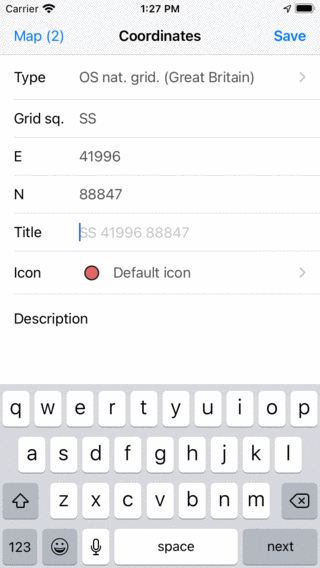 Carrier 1:27 PM
Map (2) Coordinates Save
Type OS nat. grid. (Great Britain)
Grid sq. SS
E 41996
N 88847
Title SS 41996 88847
Icon Default icon
Description
q w e r t y u i o p
a s d f g h j k l
z x c v b n m
123 space next